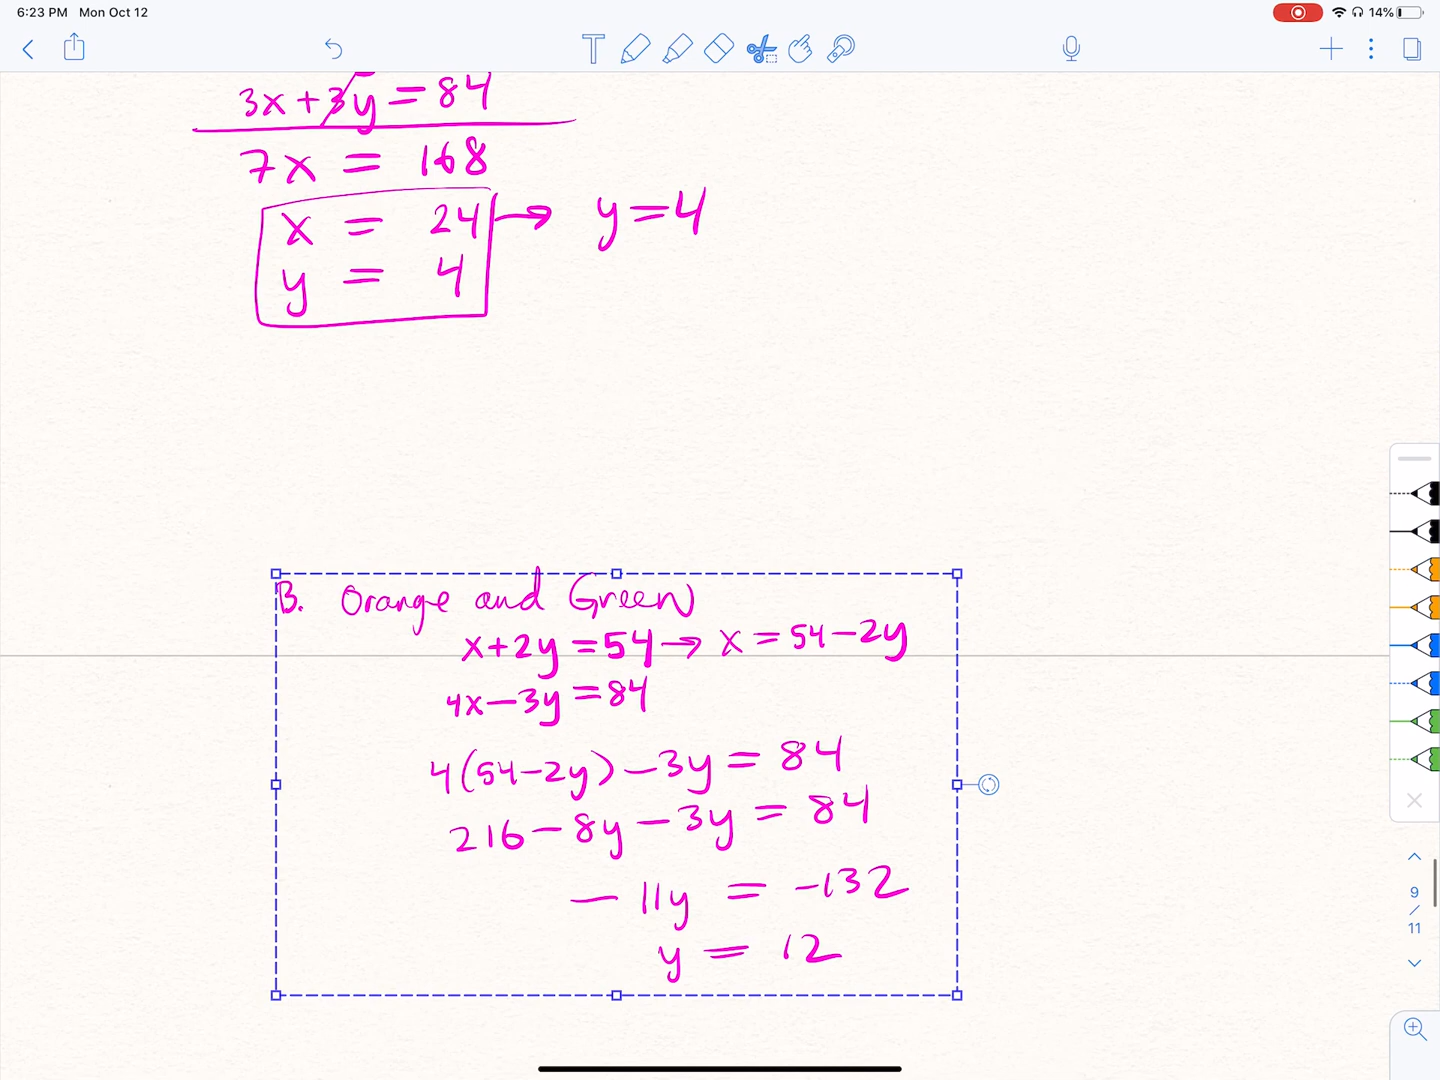 6:23 PM Mon Oct 12
14%
3x+3y=84
7x = 168
x = 24 → y=4
y = 4
B. Orange and Green
x+2y=54→ x=54-2y
4x-3y=84
4(54-2y)-3y=84
216-8y-3y=84
-11y = -132
y = 12
9
/
11